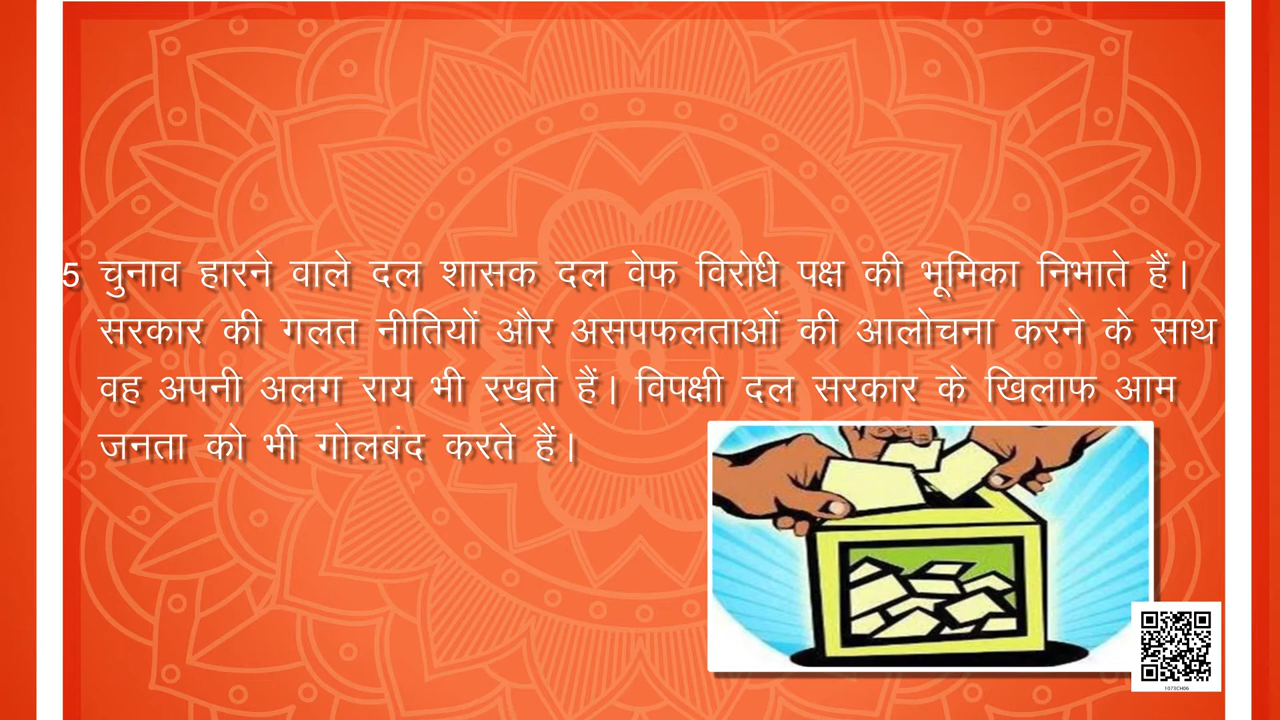 5 चुनाव हारने वाले दल शासक दल वेफ विरोधी पक्ष की भूमिका निभाते हैं।
सरकार की गलत नीतियों और असपफलताओं की आलोचना करने के साथ
वह अपनी अलग राय भी रखते हैं। विपक्षी दल सरकार के खिलाफ आम
जनता को भी गोलबंद करते हैं।
1073CH06